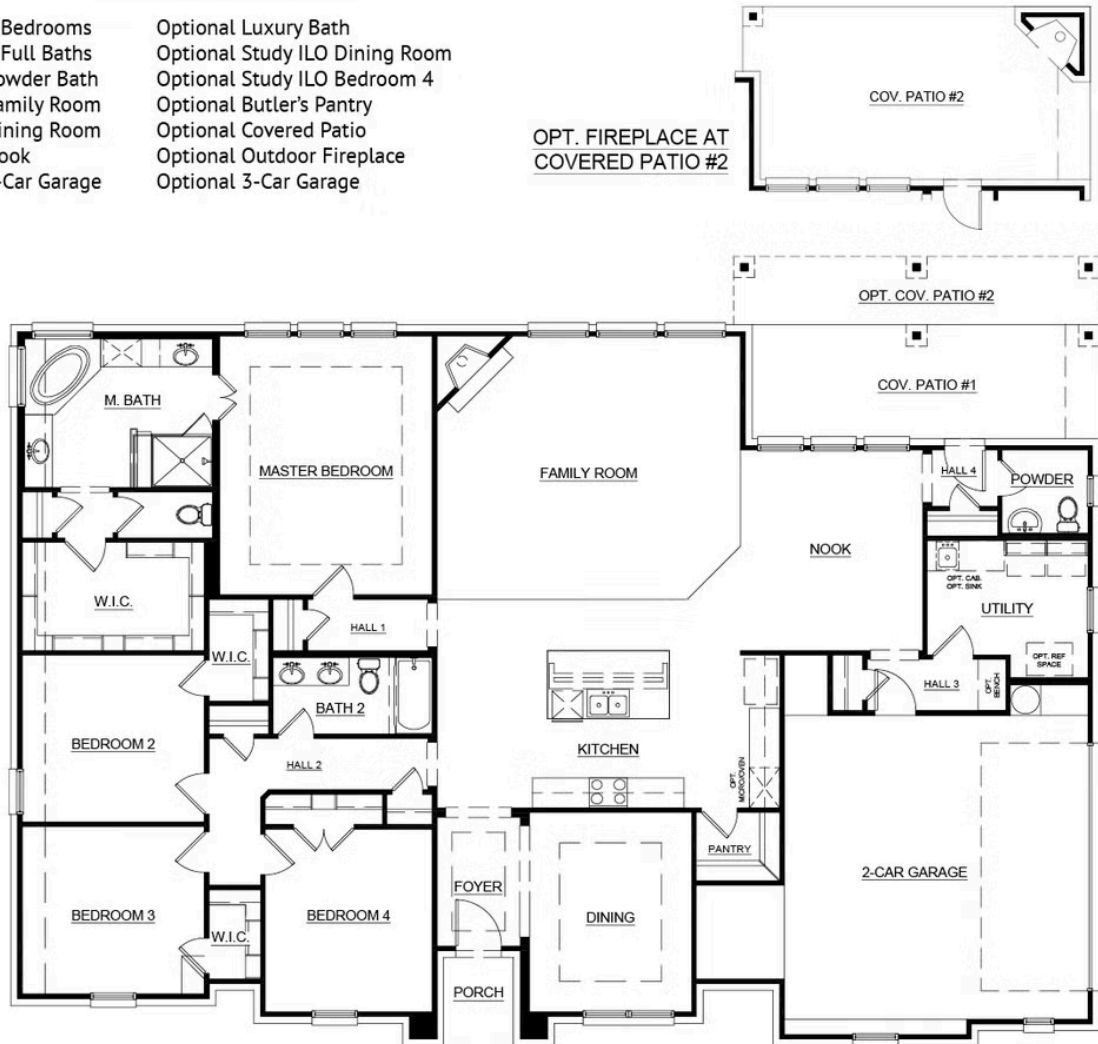 Bedrooms
Full Baths
owder Bath
amily Room
ining Room
ook
-Car Garage
Optional Luxury Bath
Optional Study ILO Dining Room
Optional Study ILO Bedroom 4
Optional Butler's Pantry
Optional Covered Patio
Optional Outdoor Fireplace
Optional 3-Car Garage
OPT. FIREPLACE AT
COVERED PATIO #2
COV. PATIO #2
OPT. COV. PATIO #2
COV. PATIO #1
M. BATH
MASTER BEDROOM
FAMILY ROOM
HALL 4
POWDER
NOOK
OPT. CAB.
OPT. SINK
UTILITY
OPT. REF
SPACE
W.I.C.
HALL 1
W.I.C.
BATH 2
HALL 3
OPT.
BENCH
BEDROOM 2
HALL 2
KITCHEN
OPT.
MICRO/OVEN
PANTRY
2-CAR GARAGE
FOYER
BEDROOM 3
BEDROOM 4
DINING
W.I.C.
PORCH